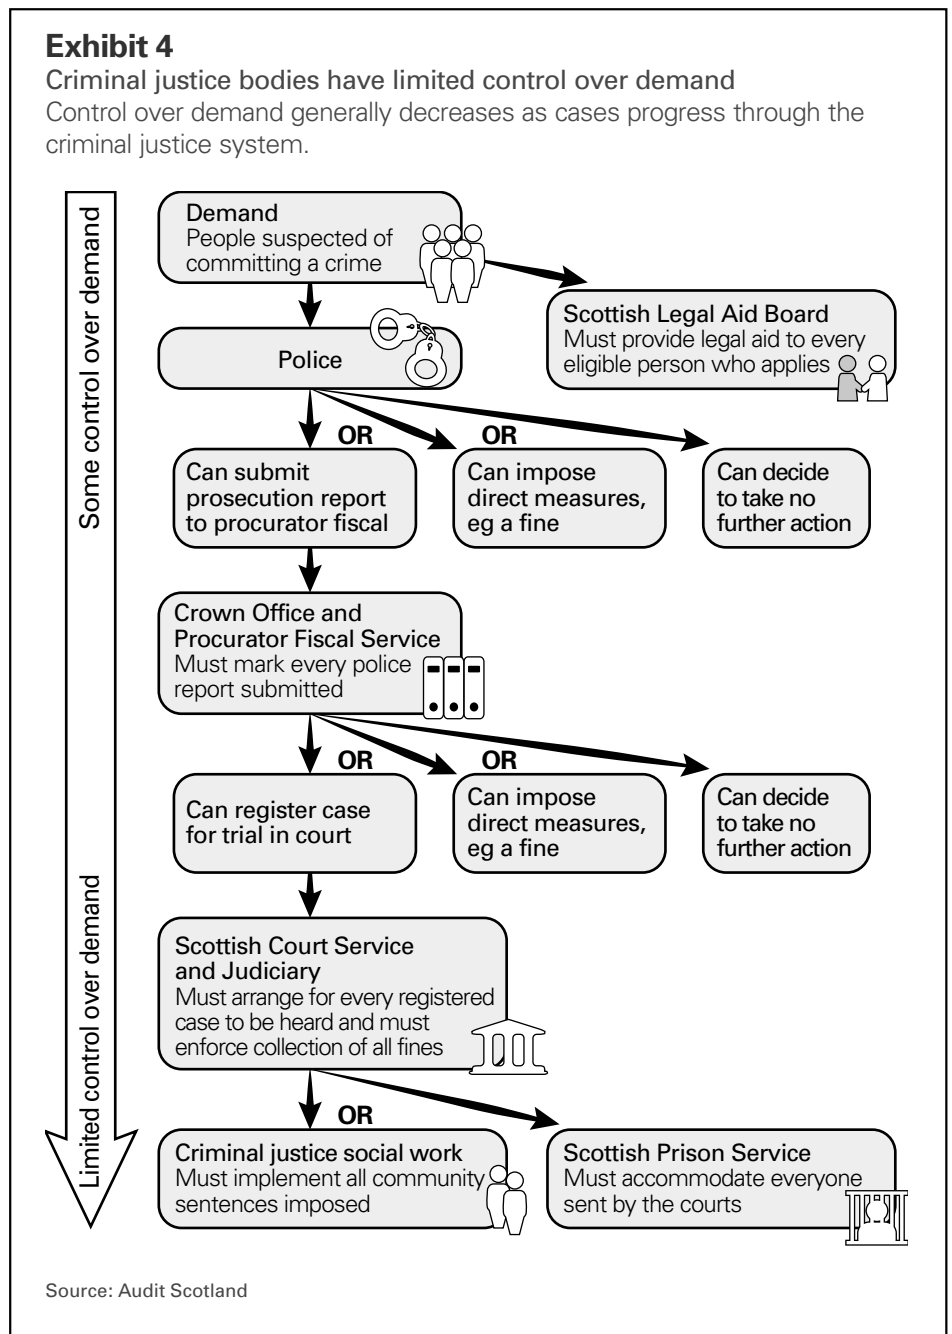 Exhibit 4
Criminal justice bodies have limited control over demand
Control over demand generally decreases as cases progress through the
criminal justice system.
Some control over demand
Limited control over demand
Demand
People suspected of
committing a crime
Scottish Legal Aid Board
Must provide legal aid to every
eligible person who applies
Police
OR
OR
Can submit
prosecution report
to procurator fiscal
Can impose
direct measures,
eg a fine
Can decide
to take no
further action
Crown Office and
Procurator Fiscal Service
Must mark every police
report submitted
OR
OR
Can register case
for trial in court
Can impose
direct measures,
eg a fine
Can decide
to take no
further action
Scottish Court Service
and Judiciary
Must arrange for every registered
case to be heard and must
enforce collection of all fines
OR
Criminal justice social work
Must implement all community
sentences imposed
Scottish Prison Service
Must accommodate everyone
sent by the courts
Source: Audit Scotland